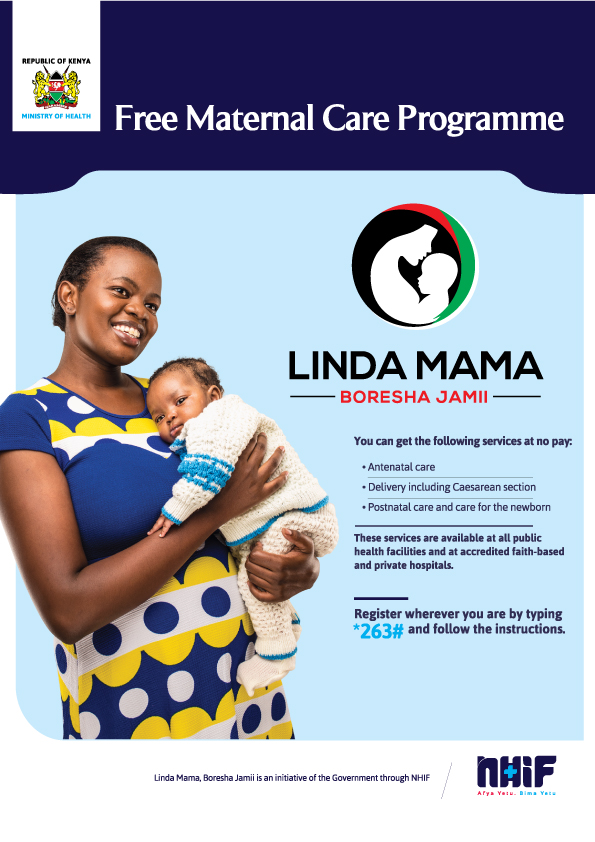 REPUBLIC OF KENYA
MINISTRY OF HEALTH
Free Maternal Care Programme
LINDA MAMA
BORESHA JAMII
You can get the following services at no pay:
• Antenatal care
• Delivery including Caesarean section
• Postnatal care and care for the newborn
These services are available at all public
health facilities and at accredited faith-based
and private hospitals.
Register wherever you are by typing
*263# and follow the instructions.
Linda Mama, Boresha Jamii is an initiative of the Government through NHIF
NHiF
Afya Yetu, Bima Yetu